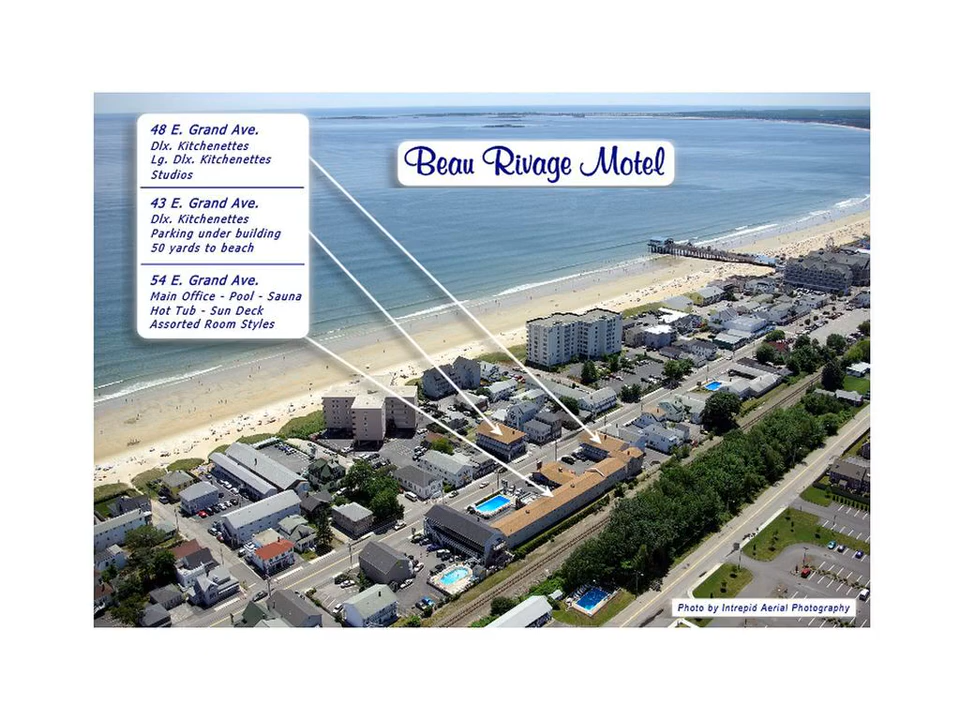 48 E. Grand Ave.
Dlx. Kitchenettes
Lg. Dlx. Kitchenettes
Studios
43 E. Grand Ave.
Dlx. Kitchenettes
Parking under building
50 yards to beach
54 E. Grand Ave.
Main Office - Pool - Sauna
Hot Tub - Sun Deck
Assorted Room Styles
Beau Rivage Motel
Photo by Intrepid Aerial Photography